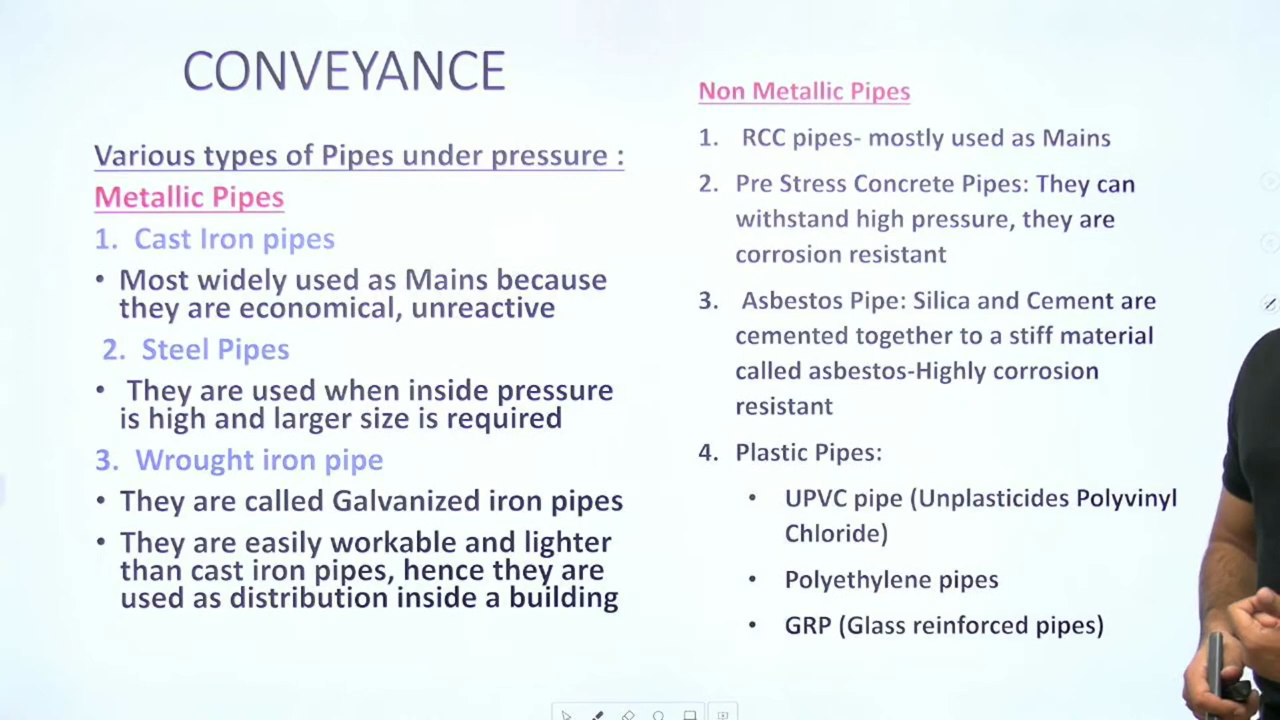 CONVEYANCE
Various types of Pipes under pressure :
Metallic Pipes
1. Cast Iron pipes
• Most widely used as Mains because
they are economical, unreactive
2. Steel Pipes
• They are used when inside pressure
is high and larger size is required
3. Wrought iron pipe
• They are called Galvanized iron pipes
• They are easily workable and lighter
than cast iron pipes, hence they are
used as distribution inside a building
Non Metallic Pipes
1. RCC pipes- mostly used as Mains
2. Pre Stress Concrete Pipes: They can
withstand high pressure, they are
corrosion resistant
3. Asbestos Pipe: Silica and Cement are
cemented together to a stiff material
called asbestos-Highly corrosion
resistant
4. Plastic Pipes:
• UPVC pipe (Unplasticides Polyvinyl
Chloride)
• Polyethylene pipes
• GRP (Glass reinforced pipes)